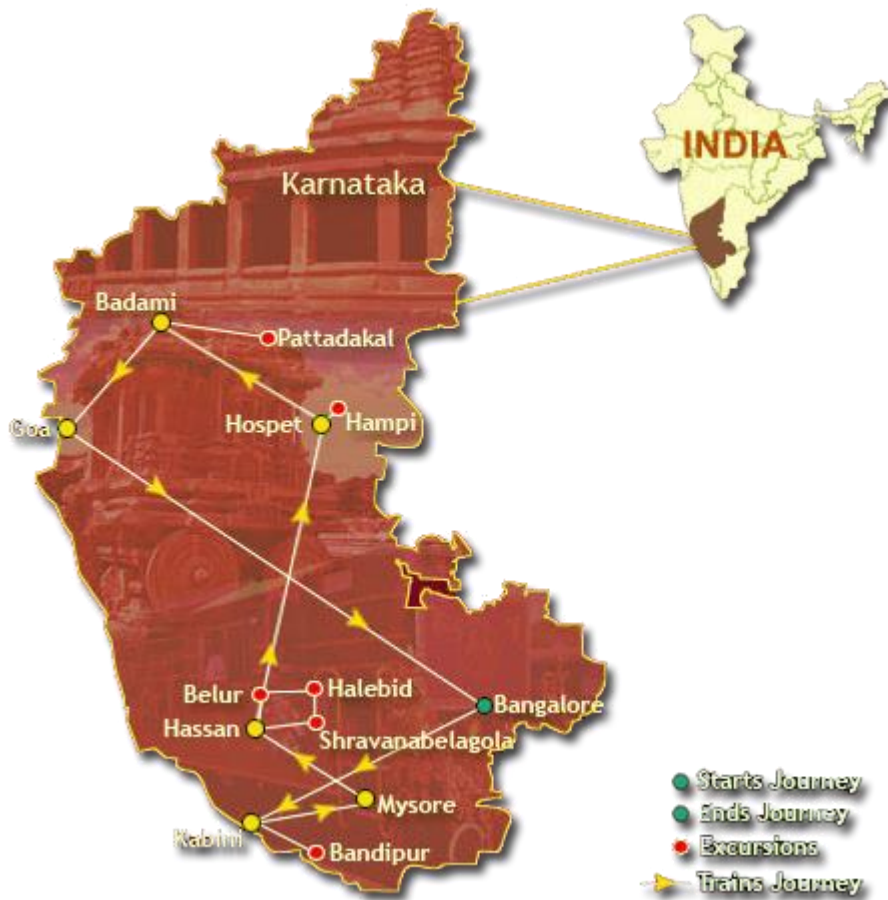 INDIA
Karnataka
Badami
Pattadakal
Goa
Hospet
Hampi
Belur
Halebid
Hassan
Shravanabelagola
Bangalore
Mysore
Kabini
Bandipur
Starts Journey
Ends Journey
Excursions
Trains Journey